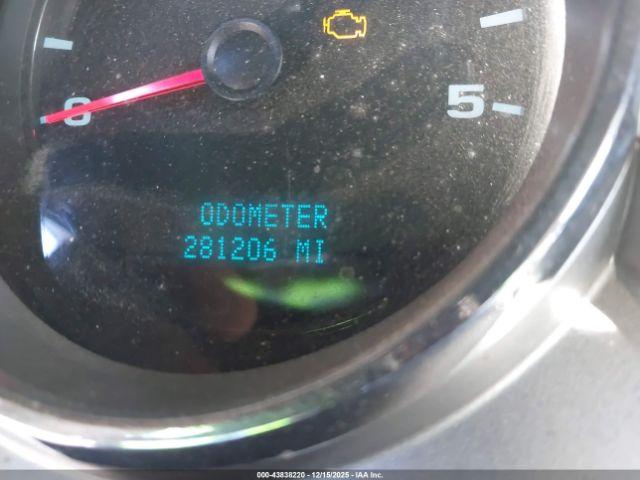 0
5
ODOMETER
281206 MI
000-43838220 - 12/15/2025 - IAA Inc.